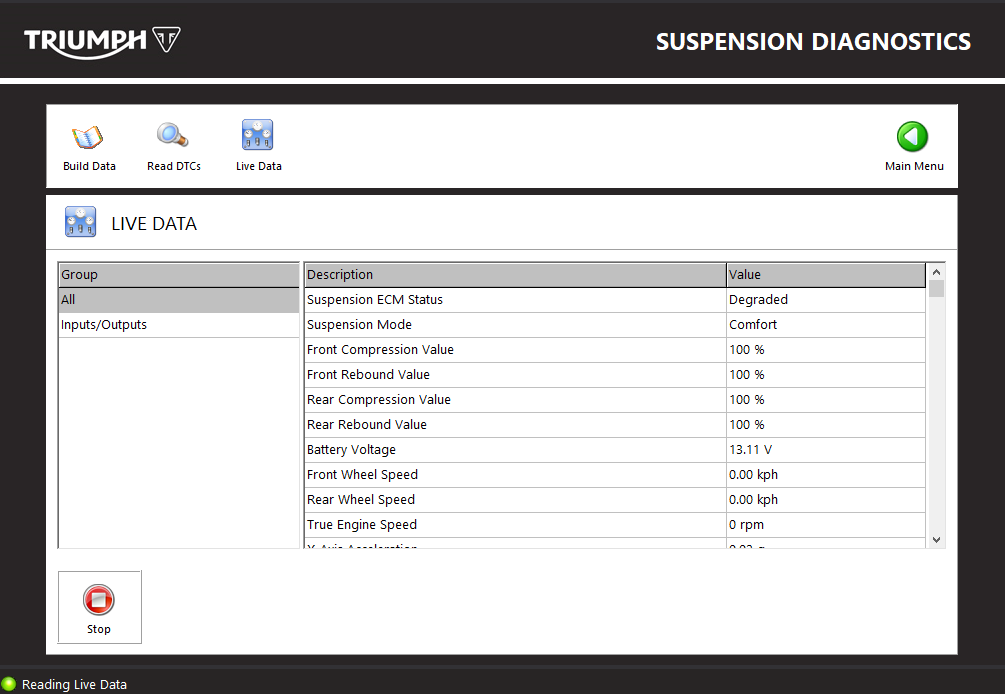 TRIUMPH
SUSPENSION DIAGNOSTICS
Build Data
Read DTCs
Live Data
Main Menu
LIVE DATA
Group
All
Inputs/Outputs
Description Value
Suspension ECM Status Degraded
Suspension Mode Comfort
Front Compression Value 100 %
Front Rebound Value 100 %
Rear Compression Value 100 %
Rear Rebound Value 100 %
Battery Voltage 13.11 V
Front Wheel Speed 0.00 kph
Rear Wheel Speed 0.00 kph
True Engine Speed 0 rpm
Stop
Reading Live Data